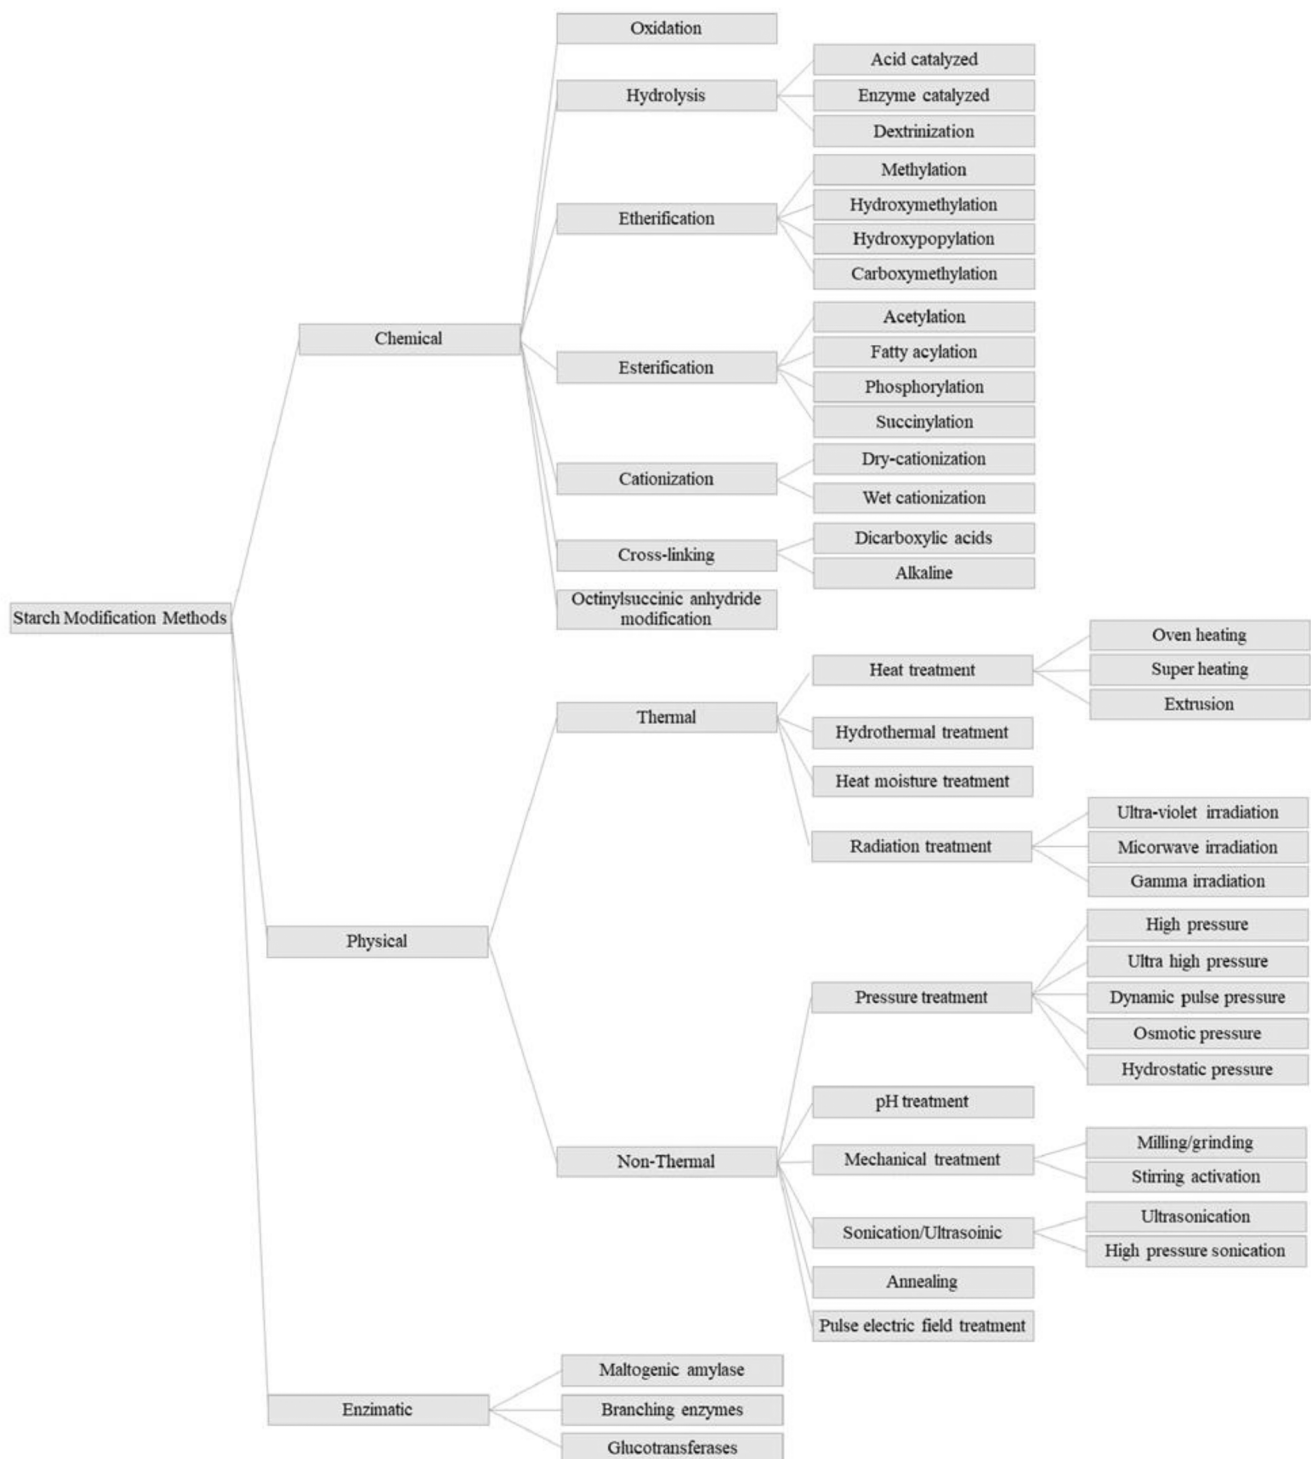 Oxidation
Hydrolysis
Acid catalyzed
Enzyme catalyzed
Dextrinization
Etherification
Methylation
Hydroxymethylation
Hydroxypopylation
Carboxymethylation
Chemical
Esterification
Acetylation
Fatty acylation
Phosphorylation
Succinylation
Cationization
Dry-cationization
Wet cationization
Cross-linking
Dicarboxylic acids
Alkaline
Octinylsuccinic anhydride
modification
Starch Modification Methods
Thermal
Heat treatment
Oven heating
Super heating
Extrusion
Hydrothermal treatment
Heat moisture treatment
Radiation treatment
Ultra-violet irradiation
Micorwave irradiation
Gamma irradiation
Physical
Pressure treatment
High pressure
Ultra high pressure
Dynamic pulse pressure
Osmotic pressure
Hydrostatic pressure
Non-Thermal
pH treatment
Mechanical treatment
Milling/grinding
Stirring activation
Sonication/Ultrasoinic
Ultrasonication
High pressure sonication
Annealing
Pulse electric field treatment
Enzimatic
Maltogenic amylase
Branching enzymes
Glucotransferases